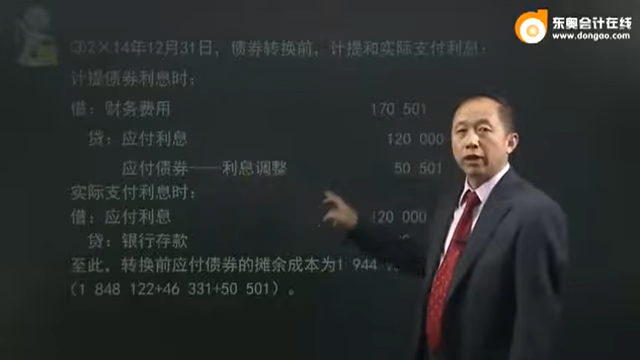 东奥会计在线
www.dongao.com
③2×14年12月31日，债券转换前，计提和实际支付利息：
计提债券利息时：
借：财务费用 170 501
贷：应付利息 120 000
应付债券——利息调整 50 501
实际支付利息时：
借：应付利息 120 000
贷：银行存款
至此，转换前应付债券的摊余成本为1 944
(1 848 122+46 331+50 501）。